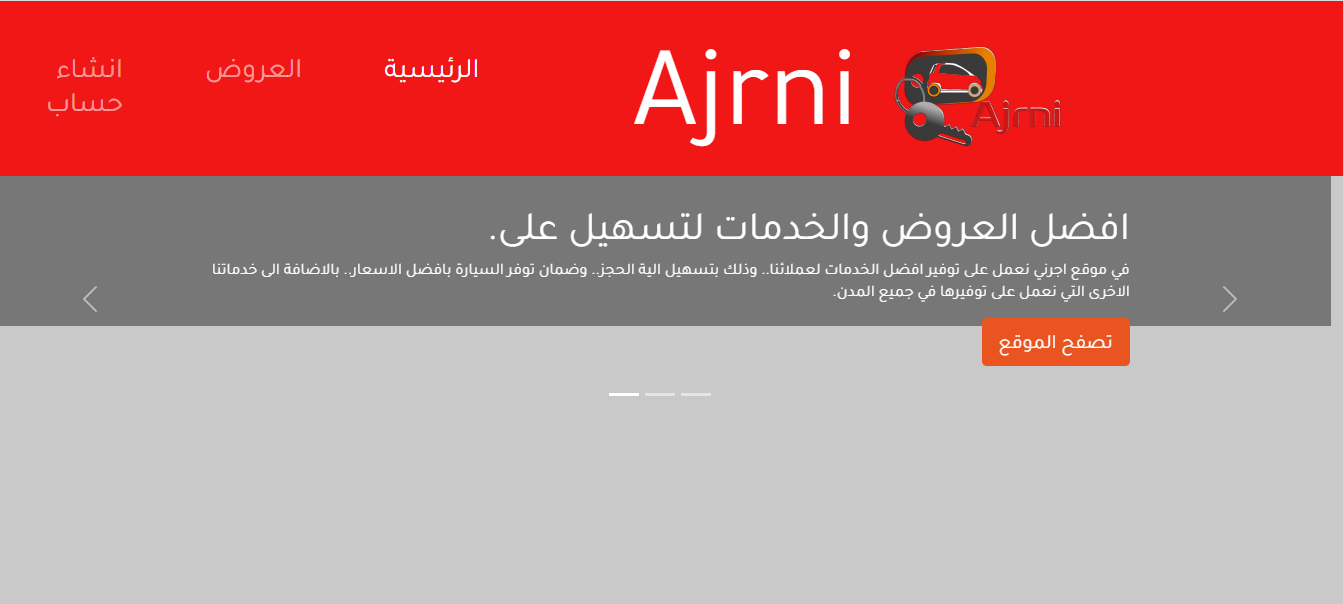 Ajrni
Ajrni
الرئيسية
العروض
انشاء
حساب
افضل العروض والخدمات لتسهيل على.
في موقع اجرني نعمل على توفير افضل الخدمات لعملائنا.. وذلك بتسهيل الية الحجز.. وضمان توفر السيارة بافضل الاسعار.. بالاضافة الى خدماتنا
الاخرى التي نعمل على توفيرها في جميع المدن.
تصفح الموقع